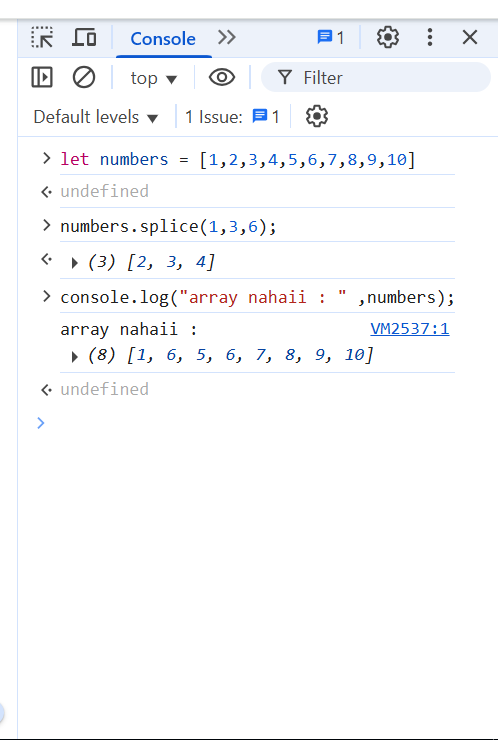 Console 1
top Filter
Default levels 1 Issue: 1
let numbers = [1,2,3,4,5,6,7,8,9,10]
undefined
numbers.splice(1,3,6);
(3) [2, 3, 4]
console.log("array nahaii : " ,numbers);
array nahaii : VM2537:1
(8) [1, 6, 5, 6, 7, 8, 9, 10]
undefined